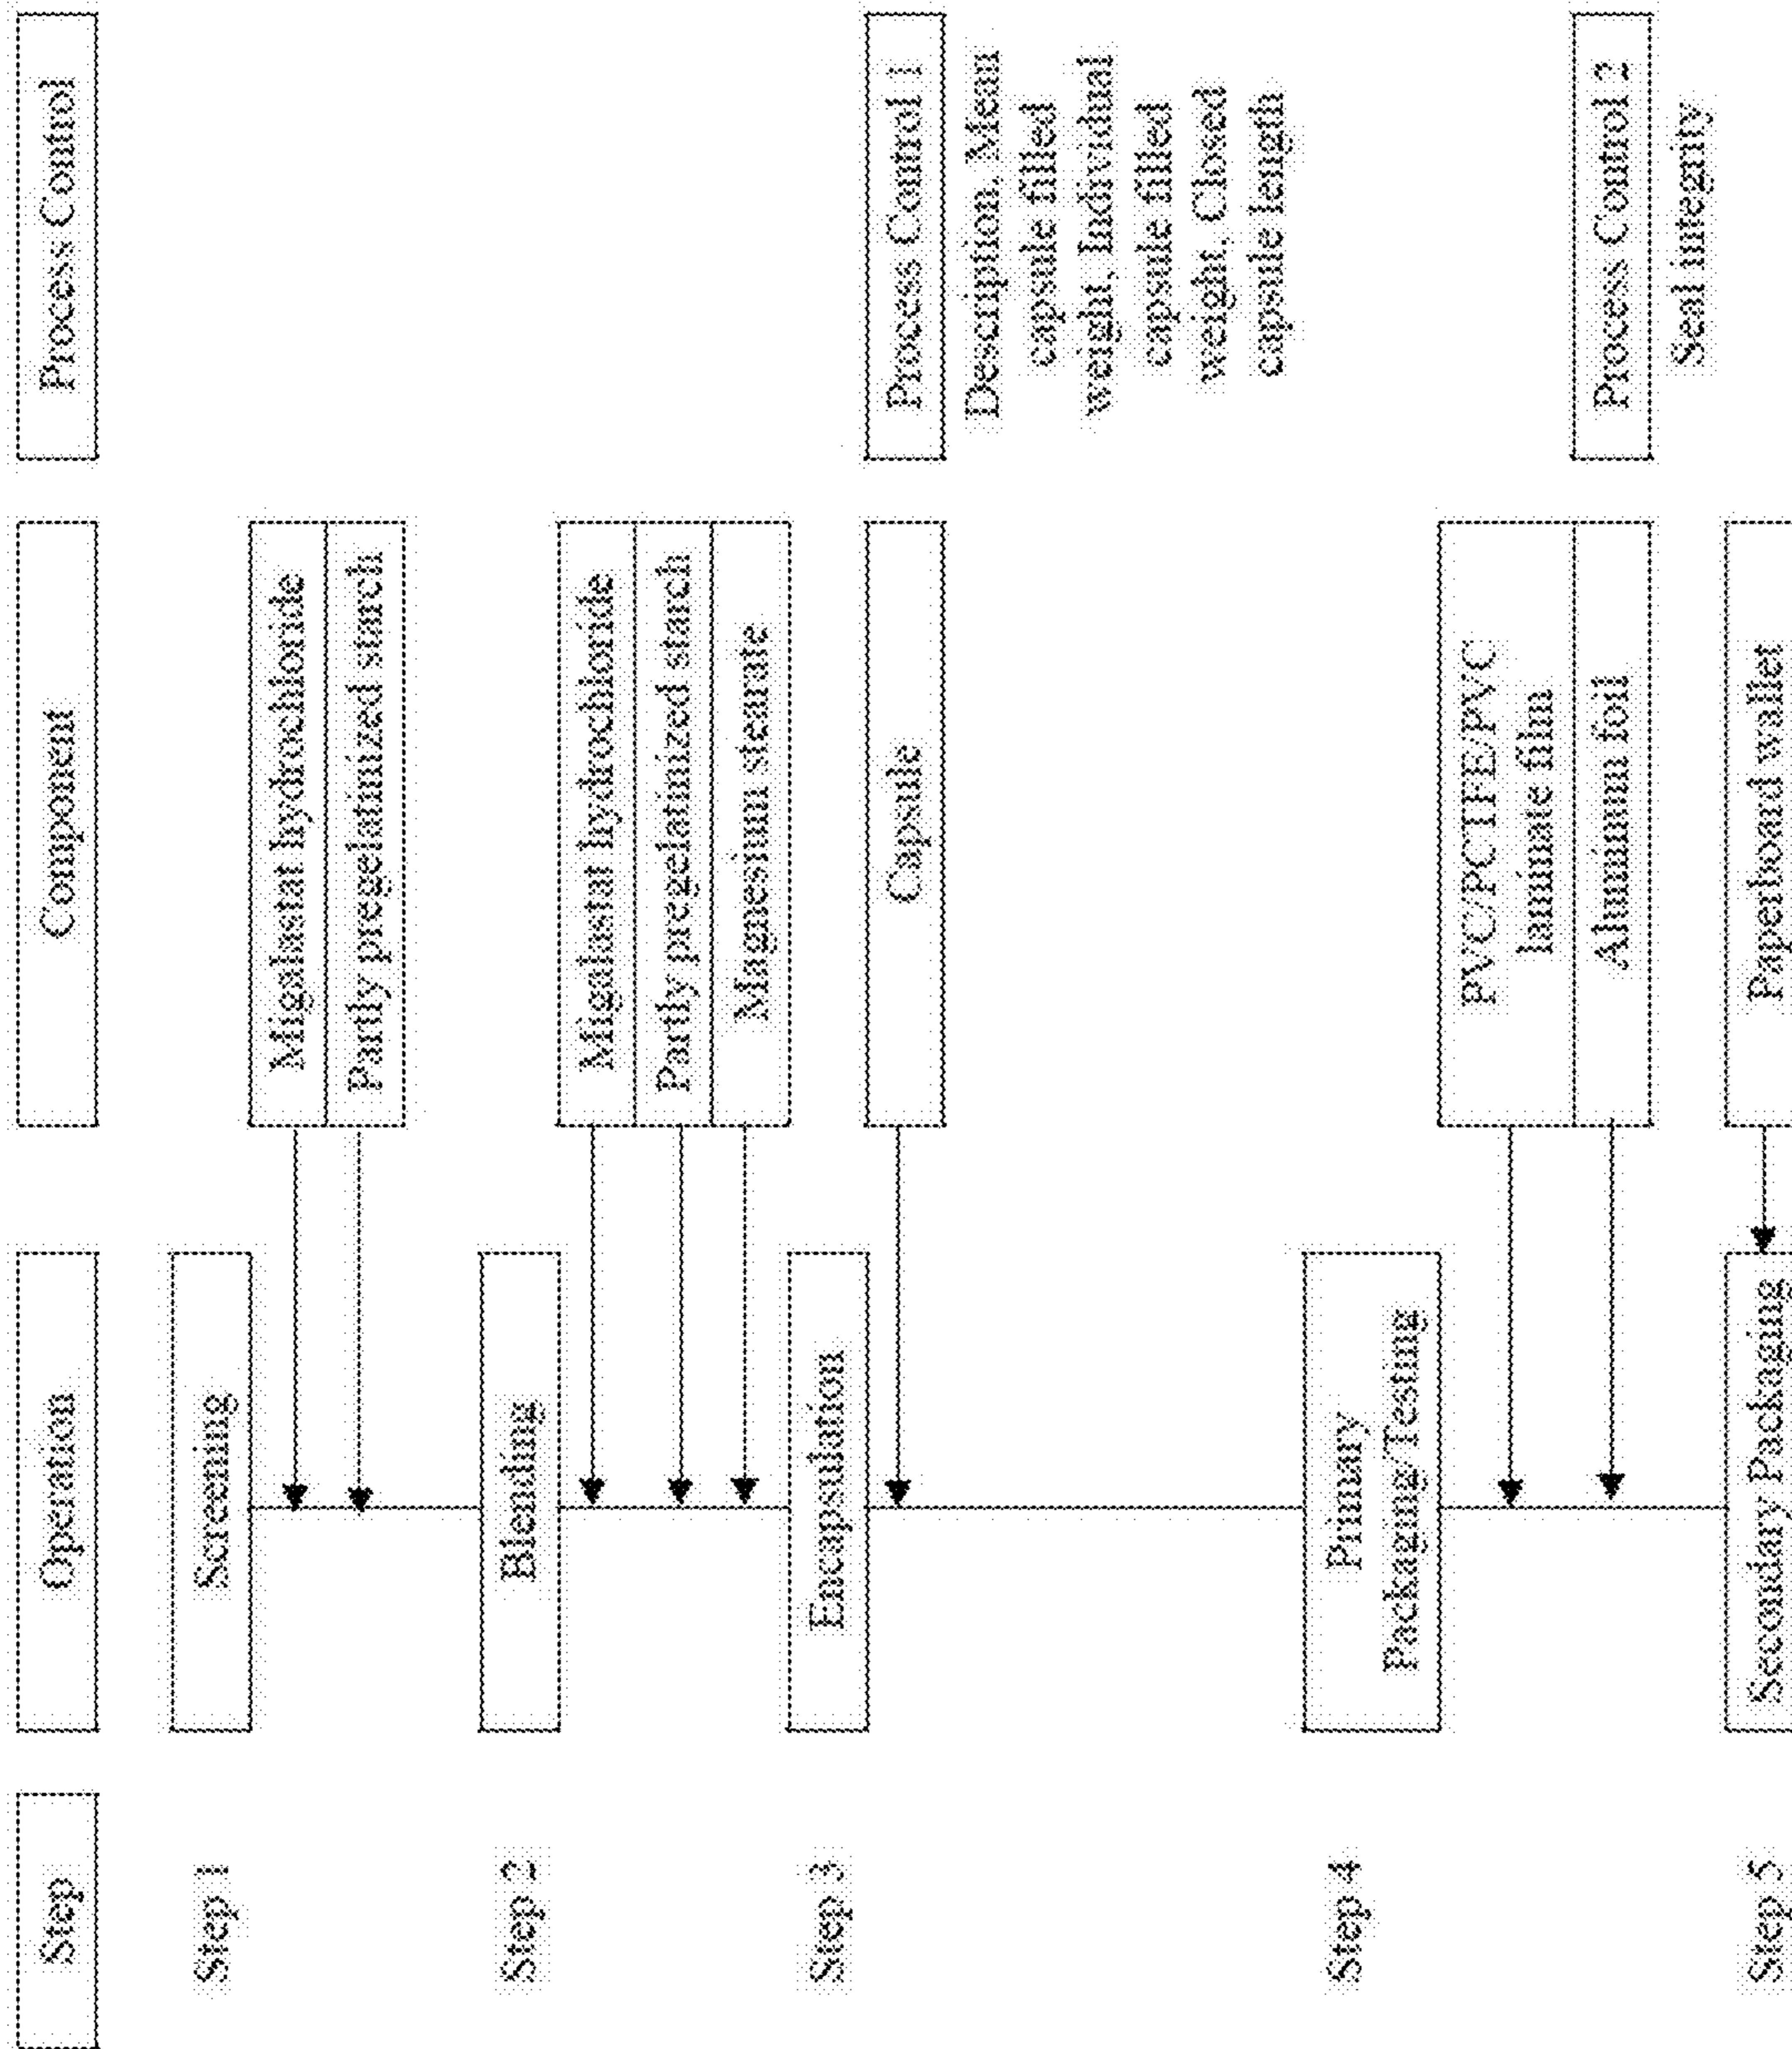 Step
Operation
Component
Process Control
Step 1
Screening
Migalastat hydrochloride
Partly pregelatinized starch
Step 2
Blending
Migalastat hydrochloride
Partly pregelatinized starch
Magnesium stearate
Step 3
Encapsulation
Capsule
Process Control 1
Description, Mean
capsule filled
weight, Individual
capsule filled
weight, Closed
capsule length
Step 4
Primary
Packaging/Testing
PVC/PCTFE/PVC
laminate film
Aluminum foil
Process Control 2
Seal integrity
Step 5
Secondary Packaging
Paperboard wallet